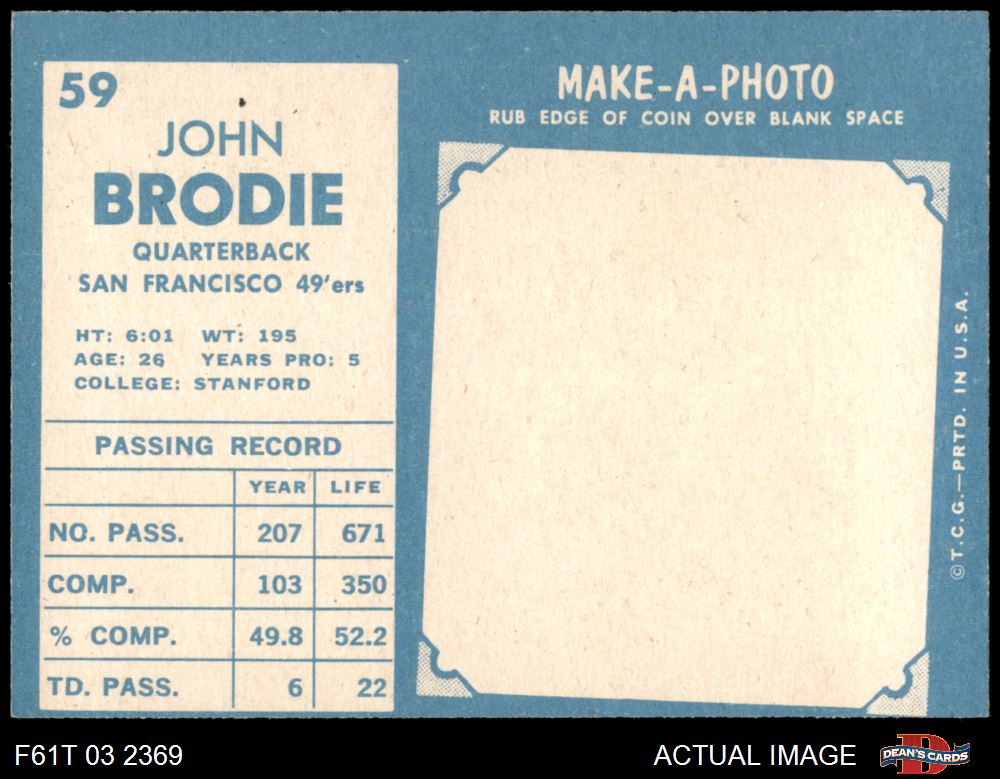 59
JOHN
BRODIE
QUARTERBACK
SAN FRANCISCO 49'ers
HT: 6:01 WT: 195
AGE: 26 YEARS PRO: 5
COLLEGE: STANFORD
PASSING RECORD
YEAR LIFE
NO. PASS. 207 671
COMP. 103 350
% COMP. 49.8 52.2
TD. PASS. 6 22
MAKE-A-PHOTO
RUB EDGE OF COIN OVER BLANK SPACE
©T.C.G.—PRTD. IN U.S.A.
F61T 03 2369
ACTUAL IMAGE
D
DEAN'S CARDS